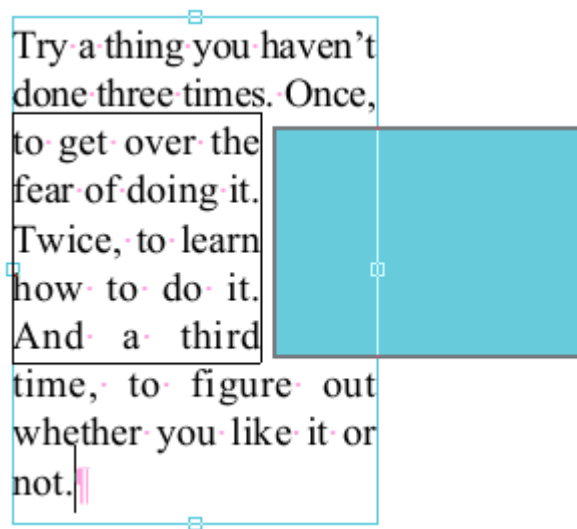 Try a thing you haven’t
done three times. Once,
to get over the
fear of doing it.
Twice, to learn
how to do it.
And a third
time, to figure out
whether you like it or
not.¶